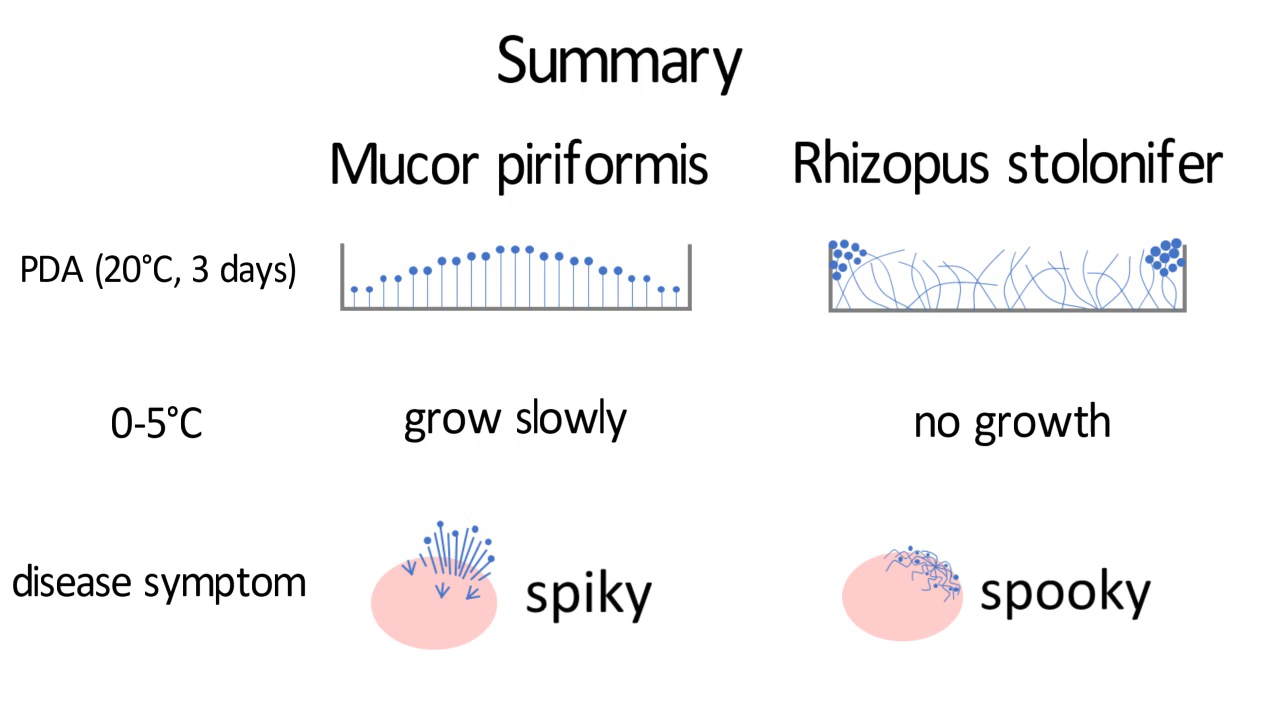 Summary
Mucor piriformis
Rhizopus stolonifer
PDA (20°C, 3 days)
0-5°C
grow slowly
no growth
disease symptom
spiky
spooky